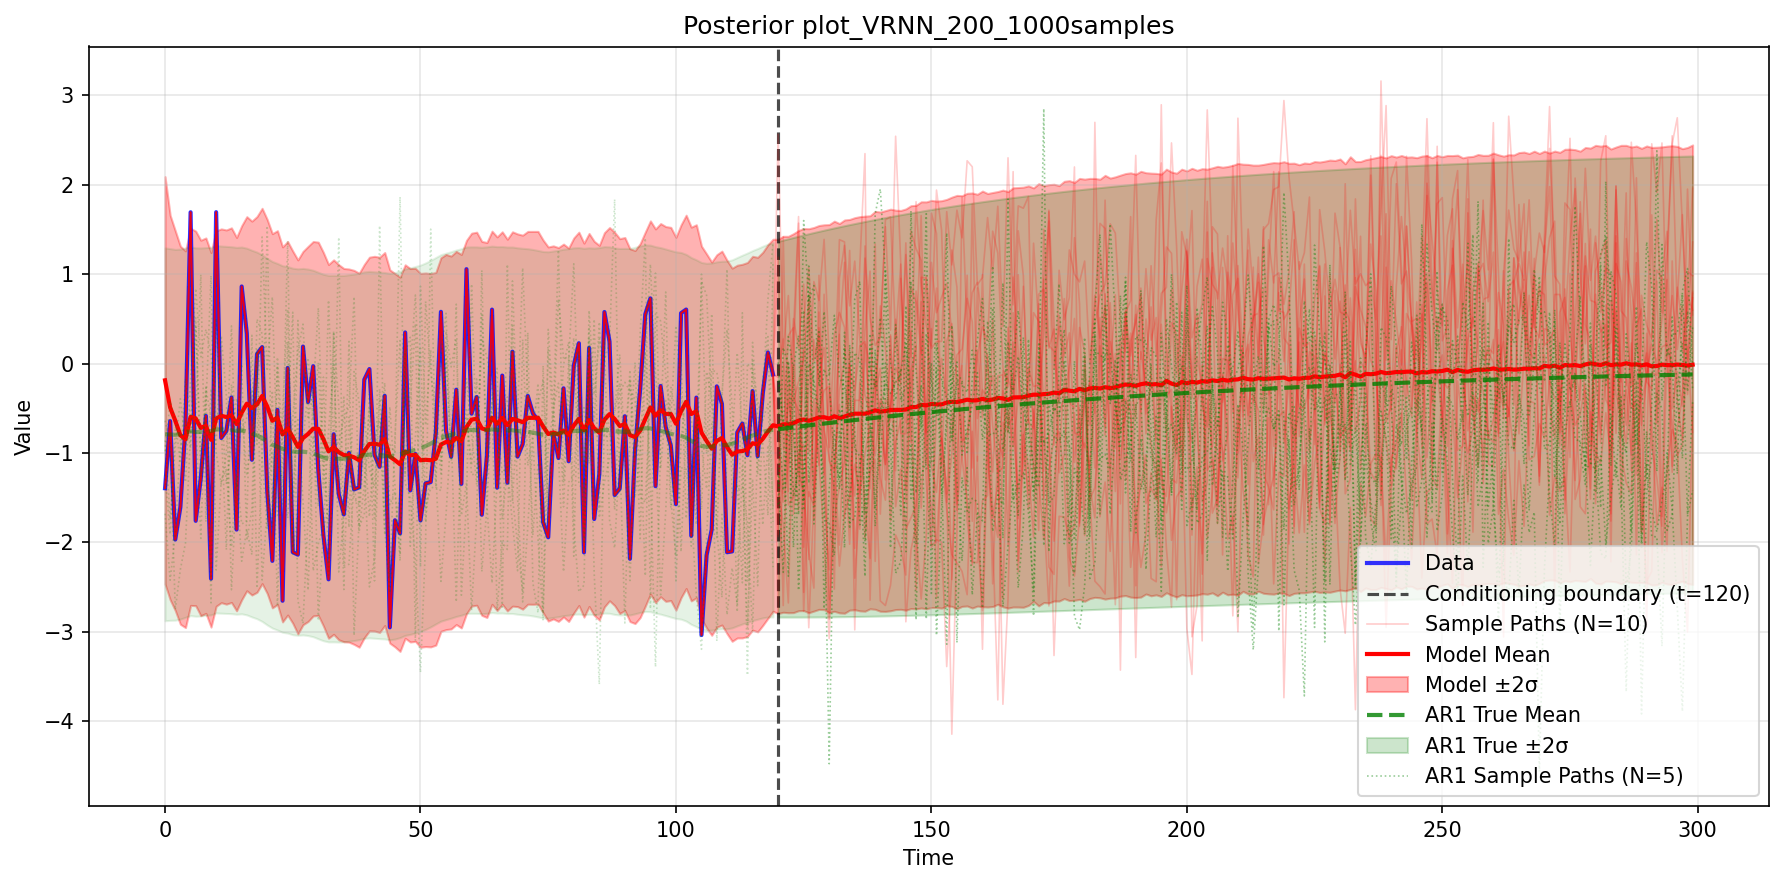 Posterior plot_VRNN_200_1000samples
Value
3
2
1
0
−1
−2
−3
−4
Data
Conditioning boundary (t=120)
Sample Paths (N=10)
Model Mean
Model ±2σ
AR1 True Mean
AR1 True ±2σ
AR1 Sample Paths (N=5)
0 50 100 150 200 250 300
Time